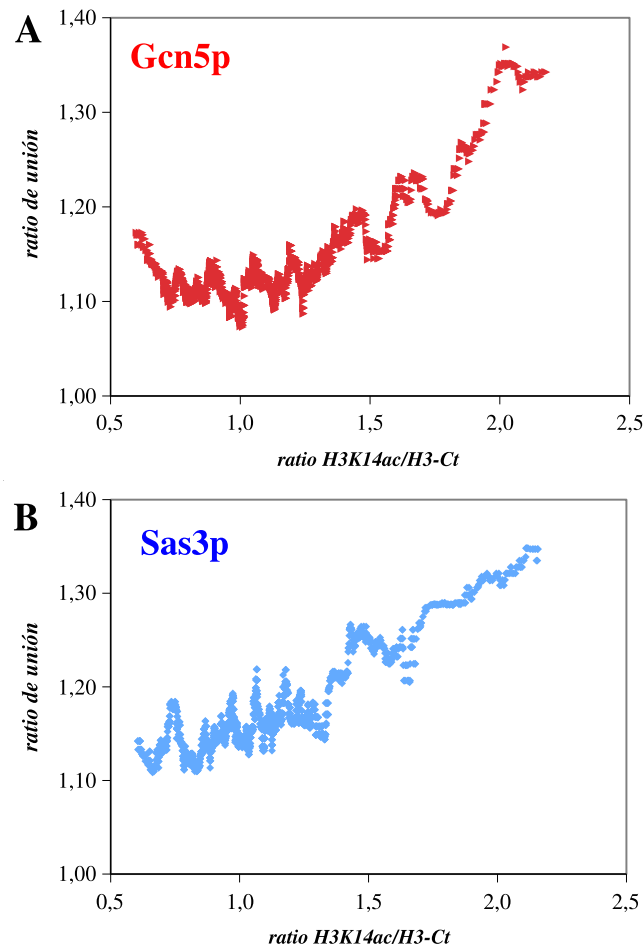 A
Gcn5p
ratio de unión
1,40
1,30
1,20
1,10
1,00
0,5 1,0 1,5 2,0 2,5
ratio H3K14ac/H3-Ct
B
Sas3p
ratio de unión
1,40
1,30
1,20
1,10
1,00
0,5 1,0 1,5 2,0 2,5
ratio H3K14ac/H3-Ct